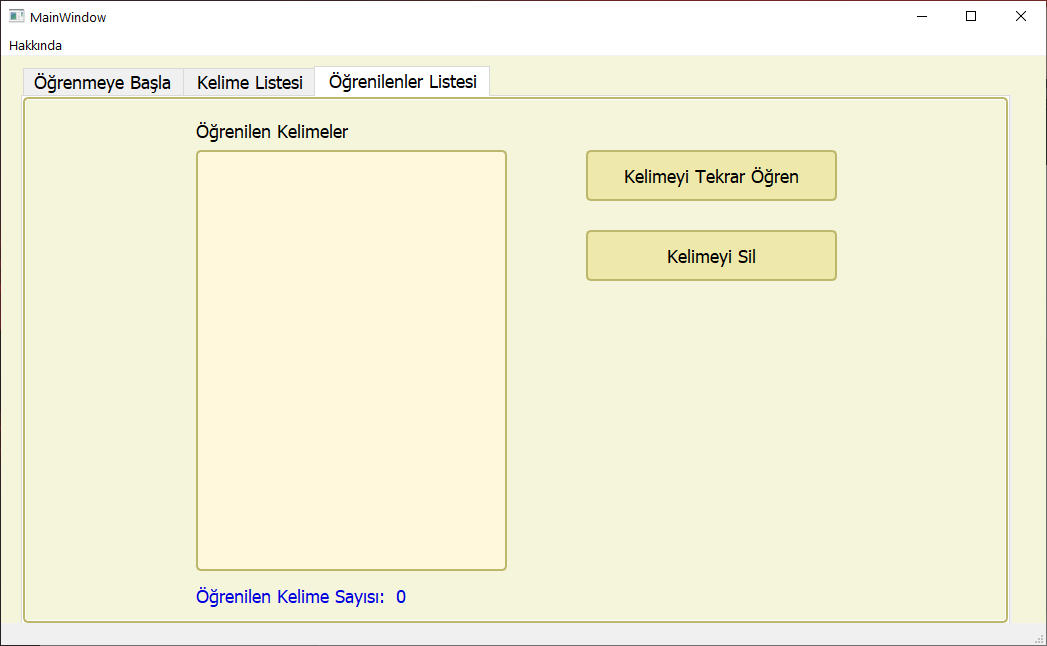 MainWindow
Hakkında
Öğrenmeye Başla
Kelime Listesi
Öğrenilenler Listesi
Öğrenilen Kelimeler
Kelimeyi Tekrar Öğren
Kelimeyi Sil
Öğrenilen Kelime Sayısı: 0